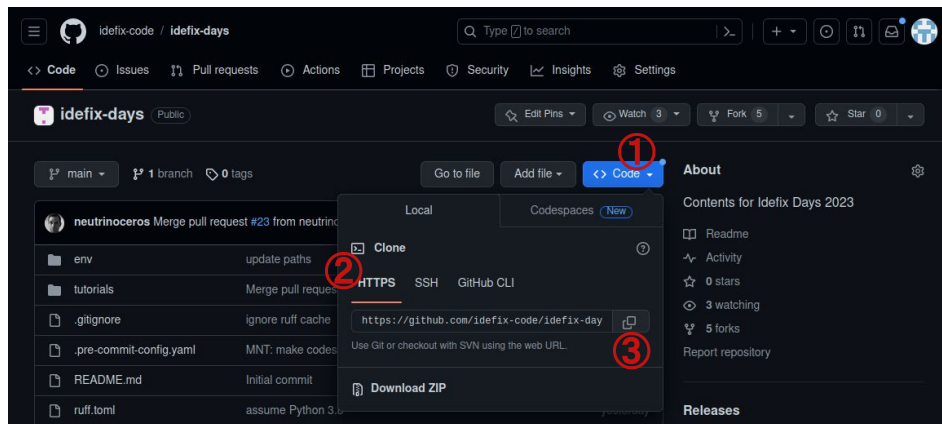 idefix-code / idefix-days
Type / to search
<> Code Issues Pull requests Actions Projects Security Insights Settings
idefix-days Public
Edit Pins Watch 3 Fork 5 Star 0
①
main 1 branch 0 tags
Go to file Add file <> Code
neutrinoceros Merge pull request #23 from
env update paths
tutorials Merge pull
.gitignore ignore ruff cache
.pre-commit-config.yaml MNT: make
README.md Initial commit
ruff.toml assume Python
yesterday
Local Codespaces New
Clone
②
HTTPS SSH GitHub CLI
https://github.com/idefix-code/idefix-day
Use Git or checkout with SVN using the web URL.
③
Download ZIP
About
Contents for Idefix Days 2023
Readme
Activity
0 stars
3 watching
5 forks
Report repository
Releases